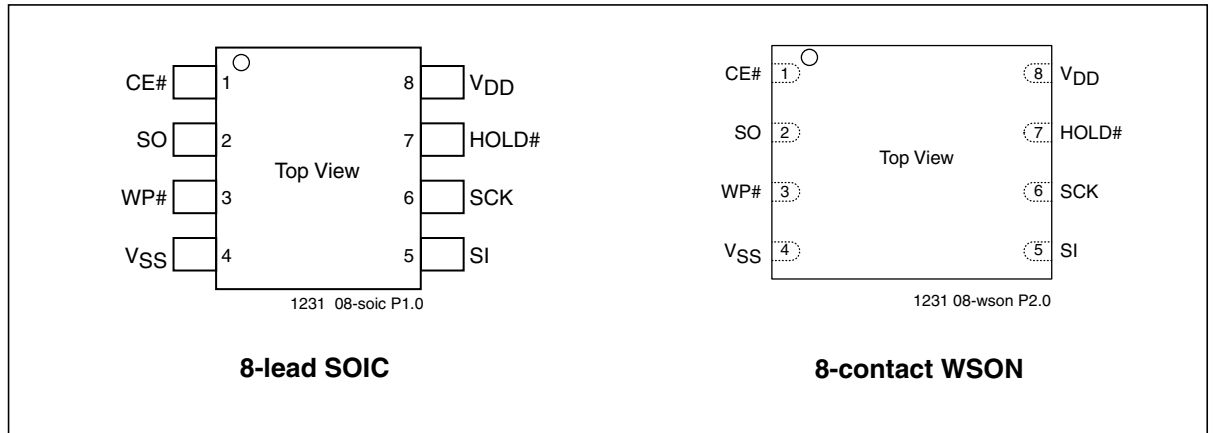 CE# 1 8 VDD
SO 2 7 HOLD#
Top View
WP# 3 6 SCK
VSS 4 5 SI
1231 08-soic P1.0
8-lead SOIC
CE# 1 8 VDD
SO 2 7 HOLD#
Top View
WP# 3 6 SCK
VSS 4 5 SI
1231 08-wson P2.0
8-contact WSON